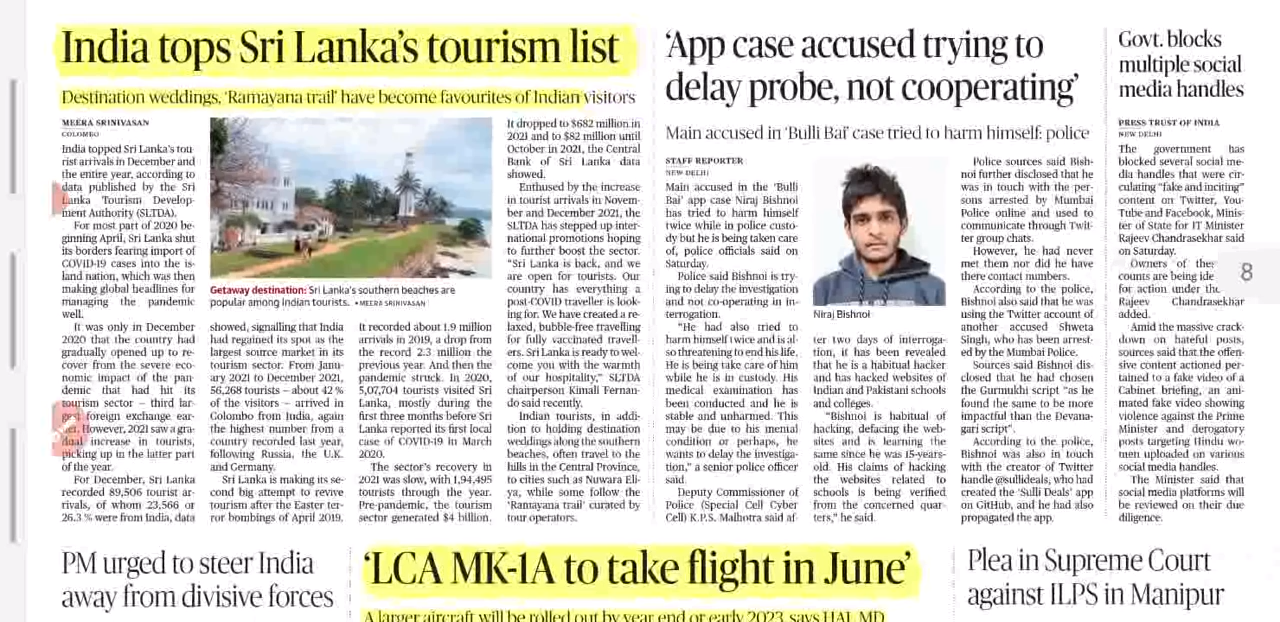 India tops Sri Lanka's tourism list
Destination weddings, 'Ramayana trail' have become favourites of Indian visitors
MEERA SRINIVASAN
COLOMBO
India topped Sri Lanka's tou-
rist arrivals in December and
the entire year, according to
data published by the Sri
Lanka Tourism Develop-
ment Authority (SLTDA).
For most part of 2020 be-
ginning April, Sri Lanka shut
its borders fearing import of
COVID-19 cases into the is-
land nation, which was then
making global headlines for
managing the pandemic
well.
It was only in December
2020 that the country had
gradually opened up to re-
cover from the severe eco-
nomic impact of the pan-
demic that had hit its
tourism sector – third lar-
gest foreign exchange ear-
ner. However, 2021 saw a gra-
dual increase in tourists,
picking up in the latter part
of the year.
For December, Sri Lanka
recorded 89,506 tourist ar-
rivals, of whom 23,566 or
26.3 % were from India, data
Getaway destination: Sri Lanka's southern beaches are
popular among Indian tourists. • MEERA SRINIVASAN
showed, signalling that India
had regained its spot as the
largest source market in its
tourism sector. From Janu-
ary 2021 to December 2021,
56,268 tourists – about 42 %
of the visitors – arrived in
Colombo from India, again
the highest number from a
country recorded last year,
following Russia, the U.K.
and Germany.
Sri Lanka is making its se-
cond big attempt to revive
tourism after the Easter ter-
ror bombings of April 2019.
It recorded about 1.9 million
arrivals in 2019, a drop from
the record 2.3 million the
previous year. And then the
pandemic struck. In 2020,
5,07,704 tourists visited Sri
Lanka, mostly during the
first three months before Sri
Lanka reported its first local
case of COVID-19 in March
2020.
The sector's recovery in
2021 was slow, with 1,94,495
tourists through the year.
Pre-pandemic, the tourism
sector generated $4 billion.
It dropped to $682 million in
2021 and to $82 million until
October in 2021, the Central
Bank of Sri Lanka data
showed.
Enthused by the increase
in tourist arrivals in Novem-
ber and December 2021, the
SLTDA has stepped up inter-
national promotions hoping
to further boost the sector.
"Sri Lanka is back, and we
are open for tourists. Our
country has everything a
post-COVID traveller is look-
ing for. We have created a re-
laxed, bubble-free travelling
for fully vaccinated travell-
ers. Sri Lanka is ready to wel-
come you with the warmth
of our hospitality," SLTDA
chairperson Kimali Fernan-
do said recently.
Indian tourists, in addi-
tion to holding destination
weddings along the southern
beaches, often travel to the
hills in the Central Province,
to cities such as Nuwara Eli-
ya, while some follow the
'Ramayana trail' curated by
tour operators.
'App case accused trying to
delay probe, not cooperating'
Main accused in 'Bulli Bai' case tried to harm himself: police
STAFF REPORTER
NEW DELHI
Main accused in the 'Bulli
Bai' app case Niraj Bishnoi
has tried to harm himself
twice while in police custo-
dy but he is being taken care
of, police officials said on
Saturday.
Police said Bishnoi is try-
ing to delay the investigation
and not co-operating in in-
terrogation.
"He had also tried to
harm himself twice and is al-
so threatening to end his life.
He is being take care of him
while he is in custody. His
medical examination has
been conducted and he is
stable and unharmed. This
may be due to his mental
condition or perhaps, he
wants to delay the investiga-
tion," a senior police officer
said.
Deputy Commissioner of
Police (Special Cell Cyber
Cell) K.P.S. Malhotra said af-
Niraj Bishnoi
ter two days of interroga-
tion, it has been revealed
that he is a habitual hacker
and has hacked websites of
Indian and Pakistani schools
and colleges.
"Bishnoi is habitual of
hacking, defacing the web-
sites and is learning the
same since he was 15-years-
old. His claims of hacking
the websites related to
schools is being verified
from the concerned quar-
ters," he said.
Police sources said Bish-
noi further disclosed that he
was in touch with the per-
sons arrested by Mumbai
Police online and used to
communicate through Twit-
ter group chats.
However, he had never
met them nor did he have
there contact numbers.
According to the police,
Bishnoi also said that he was
using the Twitter account of
another accused Shweta
Singh, who has been arrest-
ed by the Mumbai Police.
Sources said Bishnoi dis-
closed that he had chosen
the Gurmukhi script "as he
found the same to be more
impactful than the Devana-
gari script".
According to the police,
Bishnoi was also in touch
with the creator of Twitter
handle @sullideals, who had
created the 'Sulli Deals' app
on GitHub, and he had also
propagated the app.
Govt. blocks
multiple social
media handles
PRESS TRUST OF INDIA
NEW DELHI
The government has
blocked several social me-
dia handles that were cir-
culating "fake and inciting"
content on Twitter, You-
Tube and Facebook, Minis-
ter of State for IT Minister
Rajeev Chandrasekhar said
on Saturday.
Owners of these
counts are being ide
for action under the
Rajeev Chandrasekhar
added.
Amid the massive crack-
down on hateful posts,
sources said that the offen-
sive content actioned per-
tained to a fake video of a
Cabinet briefing, an ani-
mated fake video showing
violence against the Prime
Minister and derogatory
posts targeting Hindu wo-
men uploaded on various
social media handles.
The Minister said that
social media platforms will
be reviewed on their due
diligence.
8
PM urged to steer India
away from divisive forces
'LCA MK-1A to take flight in June'
A larger aircraft will be rolled out by year end or early 2023, says HAL MD
Plea in Supreme Court
against ILPS in Manipur